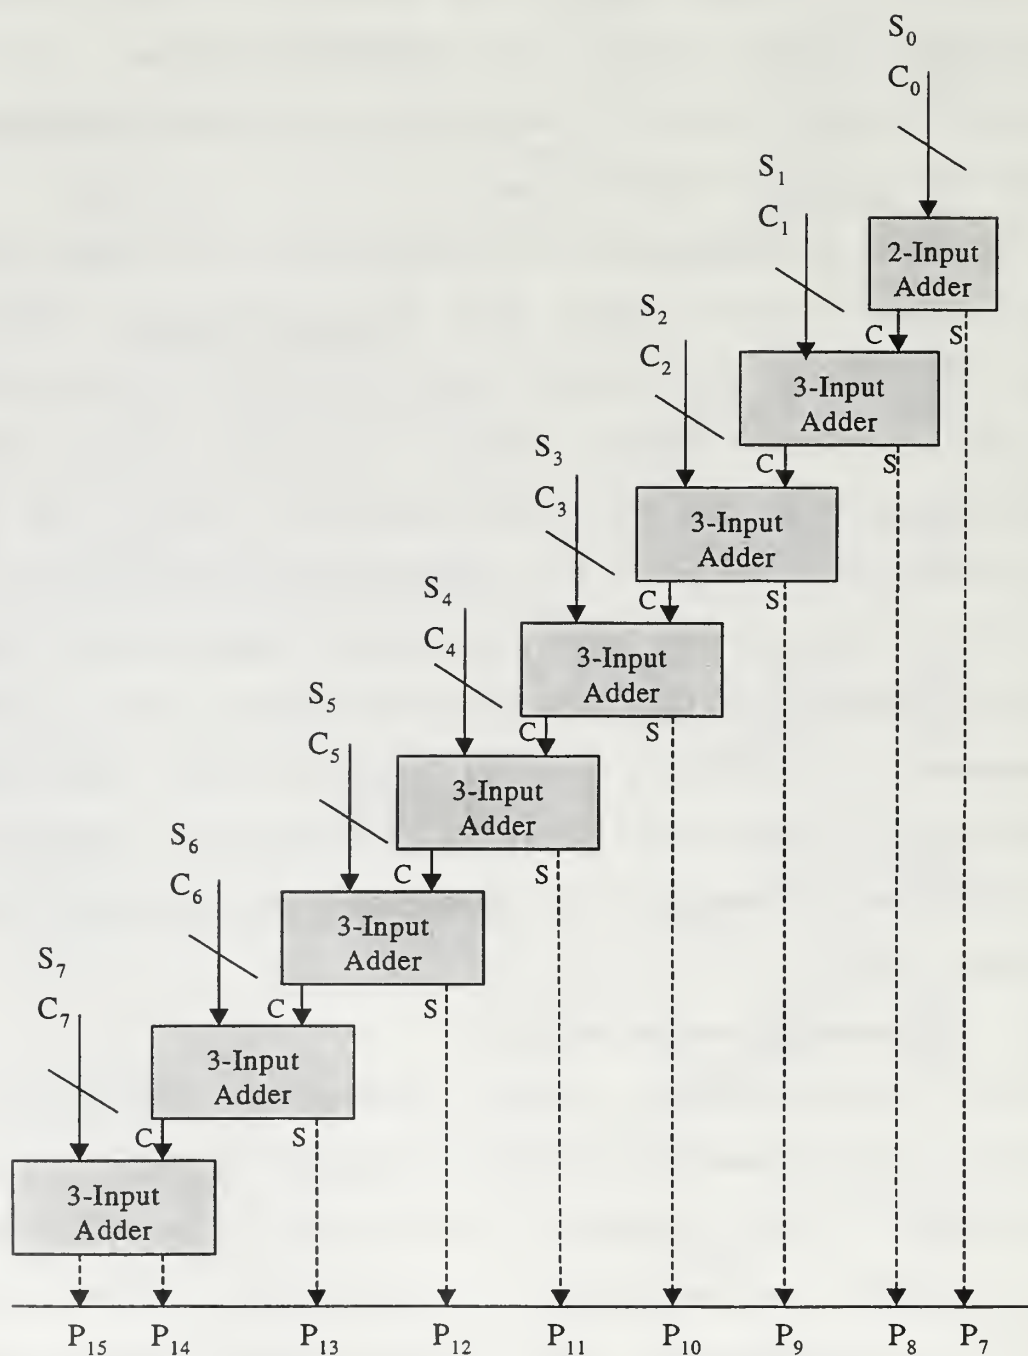 S₀
C₀
S₁
C₁
2-Input
Adder
S₂
C₂
C S
3-Input
Adder
S₃
C₃
C S
3-Input
Adder
S₄
C₄
C S
3-Input
Adder
S₅
C₅
C S
3-Input
Adder
S₆
C₆
C S
3-Input
Adder
S₇
C₇
C S
3-Input
Adder
C S
3-Input
Adder
P₁₅ P₁₄ P₁₃ P₁₂ P₁₁ P₁₀ P₉ P₈ P₇